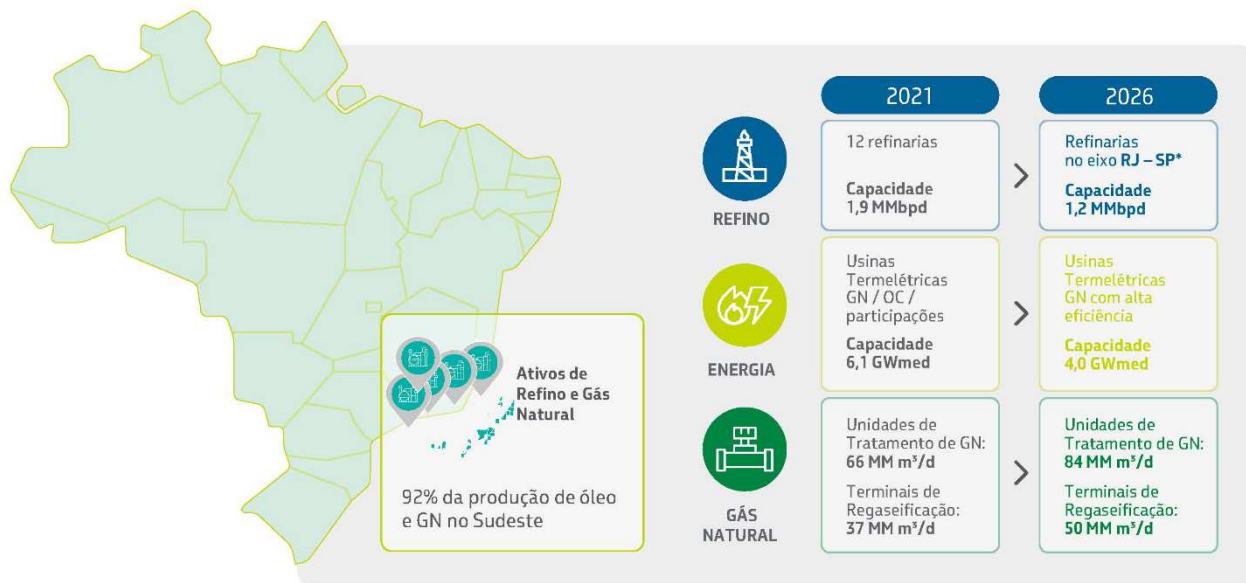 Ativos de
Refino e Gás
Natural
92% da produção de óleo
e GN no Sudeste
2021
2026
REFINO
12 refinarias
Capacidade
1,9 MMbpd
Refinarias
no eixo RJ – SP*
Capacidade
1,2 MMbpd
ENERGIA
Usinas
Termelétricas
GN / OC /
participações
Capacidade
6,1 GWmed
Usinas
Termelétricas
GN com alta
eficiência
Capacidade
4,0 GWmed
GÁS
NATURAL
Unidades de
Tratamento de GN:
66 MM m³/d
Terminais de
Regaseificação:
37 MM m³/d
Unidades de
Tratamento de GN:
84 MM m³/d
Terminais de
Regaseificação:
50 MM m³/d